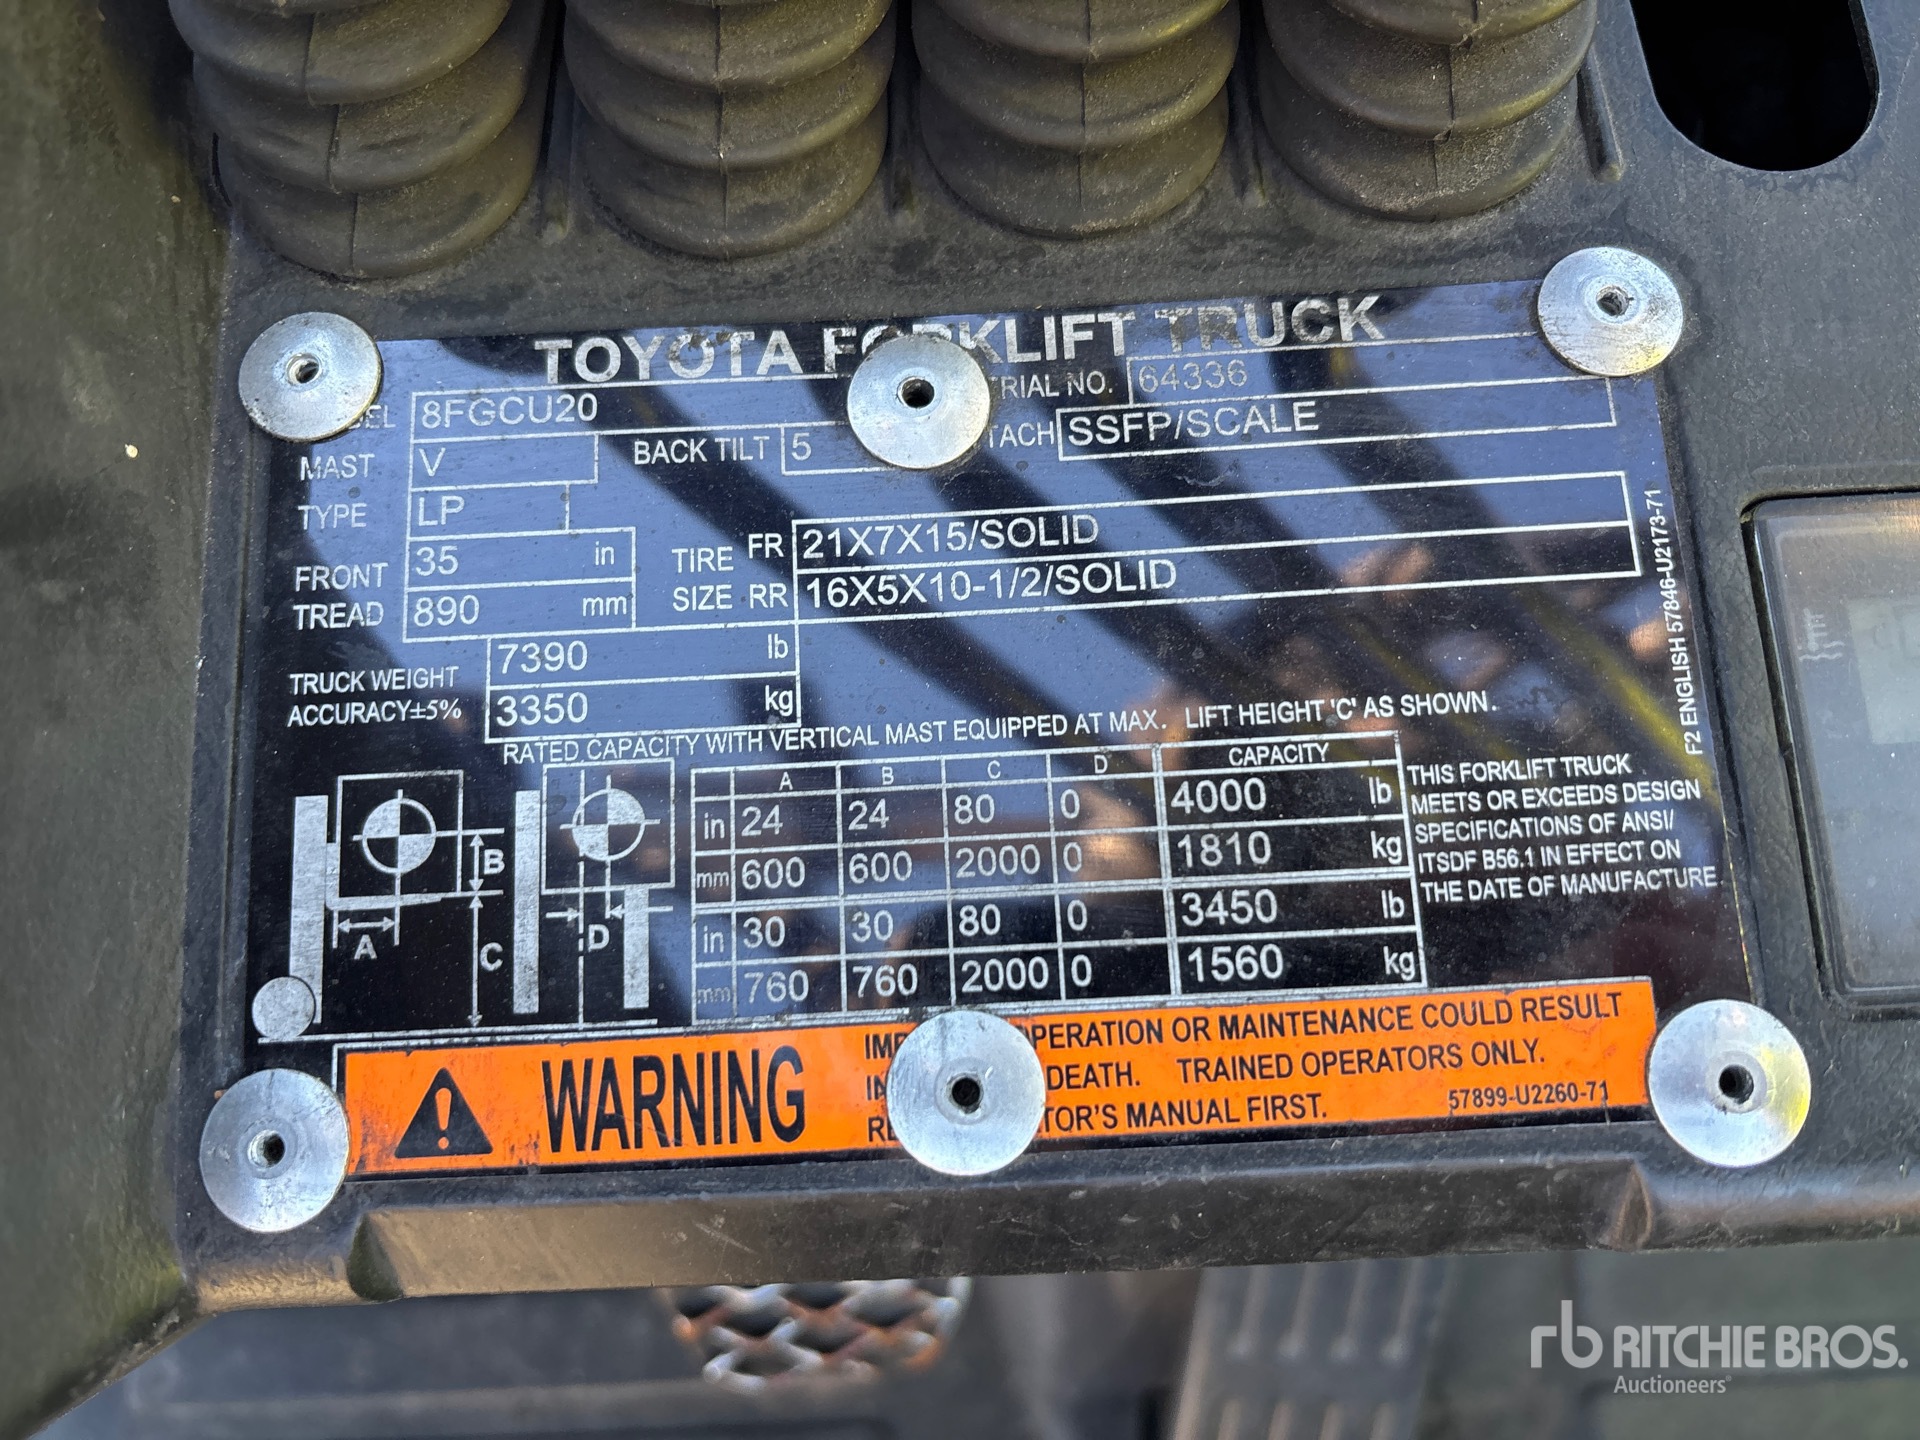 TOYOTA FORKLIFT TRUCK
8FGCU20 RIAL NO. 64336
MAST V BACK TILT 5 TACH SSFP/SCALE
TYPE LP
FRONT TREAD 35 in
890 mm
TIRE SIZE FR 21X7X15/SOLID
RR 16X5X10-1/2/SOLID
TRUCK WEIGHT 7390 lb
ACCURACY±5% 3350 kg
RATED CAPACITY WITH VERTICAL MAST EQUIPPED AT MAX. LIFT HEIGHT 'C' AS SHOWN.
A B C D CAPACITY
in 24 24 80 0 4000 lb
mm 600 600 2000 0 1810 kg
in 30 30 80 0 3450 lb
mm 760 760 2000 0 1560 kg
B
A
C
D
THIS FORKLIFT TRUCK
MEETS OR EXCEEDS DESIGN
SPECIFICATIONS OF ANSI/
ITSDF B56.1 IN EFFECT ON
THE DATE OF MANUFACTURE.
F2 ENGLISH 57846-U2173-71
WARNING
OPERATION OR MAINTENANCE COULD RESULT
DEATH. TRAINED OPERATORS ONLY.
TOR'S MANUAL FIRST. 57899-U2260-71
rb RITCHIE BROS.
Auctioneers